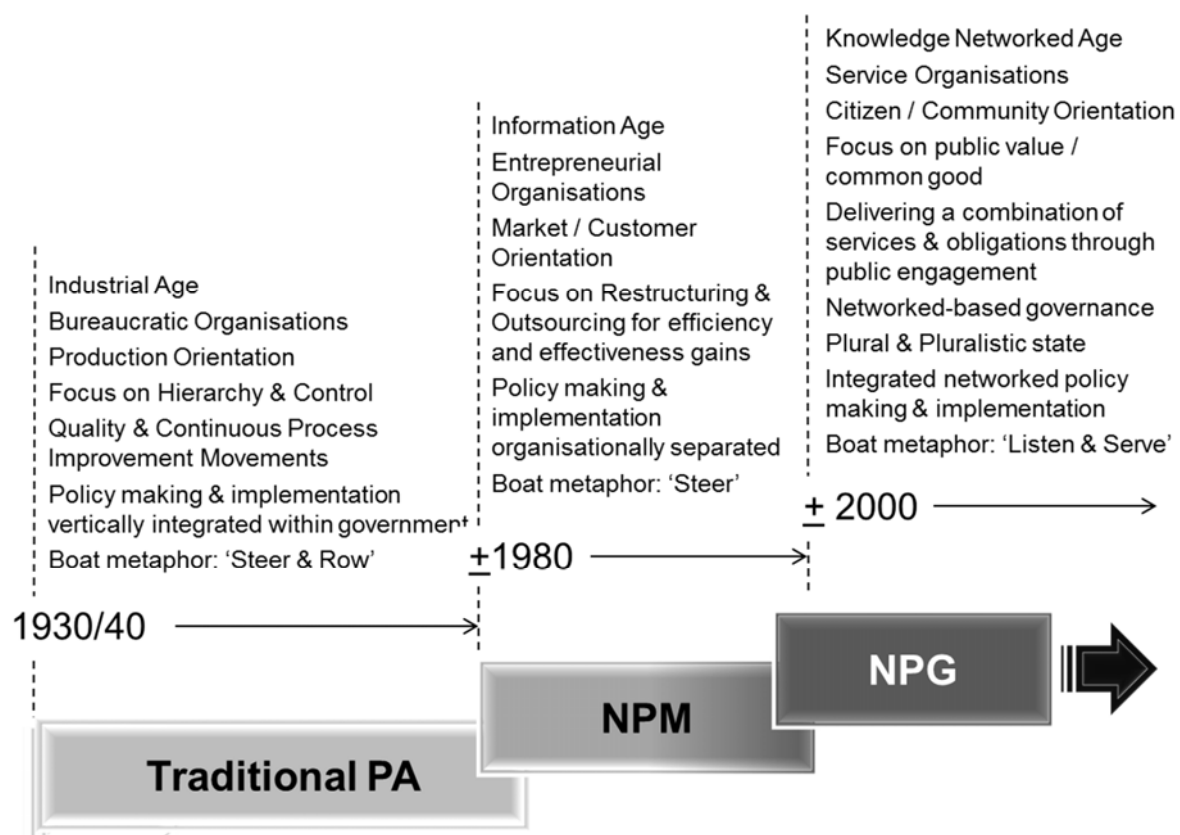 Industrial Age
Bureaucratic Organisations
Production Orientation
Focus on Hierarchy & Control
Quality & Continuous Process
Improvement Movements
Policy making & implementation
vertically integrated within government
Boat metaphor: ‘Steer & Row’
1930/40
Traditional PA
Information Age
Entrepreneurial
Organisations
Market / Customer
Orientation
Focus on Restructuring &
Outsourcing for efficiency
and effectiveness gains
Policy making &
implementation
organisationally separated
Boat metaphor: ‘Steer’
±1980
NPM
Knowledge Networked Age
Service Organisations
Citizen / Community Orientation
Focus on public value /
common good
Delivering a combination of
services & obligations through
public engagement
Networked-based governance
Plural & Pluralistic state
Integrated networked policy
making & implementation
Boat metaphor: ‘Listen & Serve’
± 2000
NPG